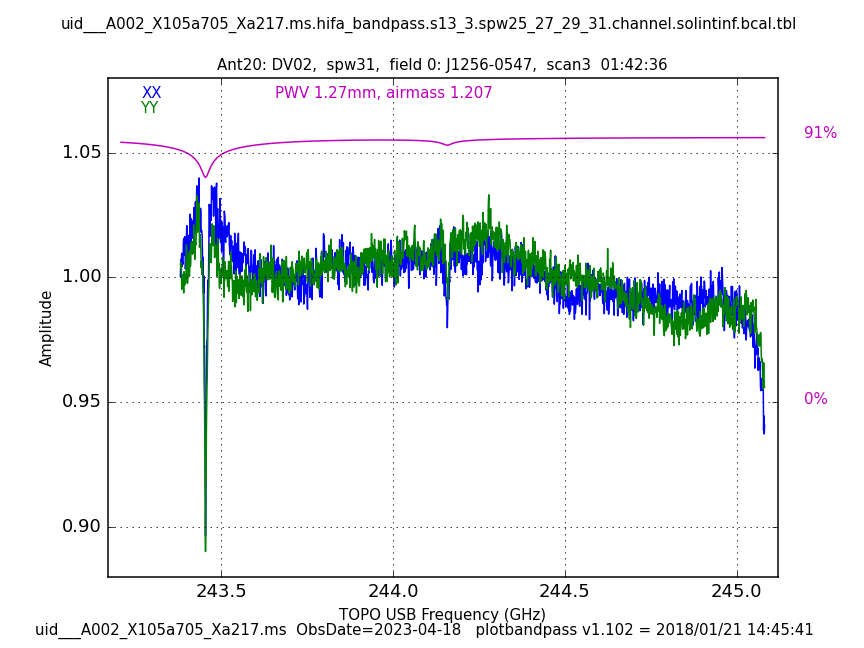 uid___A002_X105a705_Xa217.ms.hifa_bandpass.s13_3.spw25_27_29_31.channel.solintinf.bcal.tbl
Ant20: DV02,  spw31,  field 0: J1256-0547,  scan3  01:42:36
XX
PWV 1.27mm, airmass 1.207
YY
91%
1.05
1.00
0.95
0.90
0%
Amplitude
243.5
244.0
244.5
245.0
TOPO USB Frequency (GHz)
uid___A002_X105a705_Xa217.ms  ObsDate=2023-04-18   plotbandpass v1.102 = 2018/01/21 14:45:41